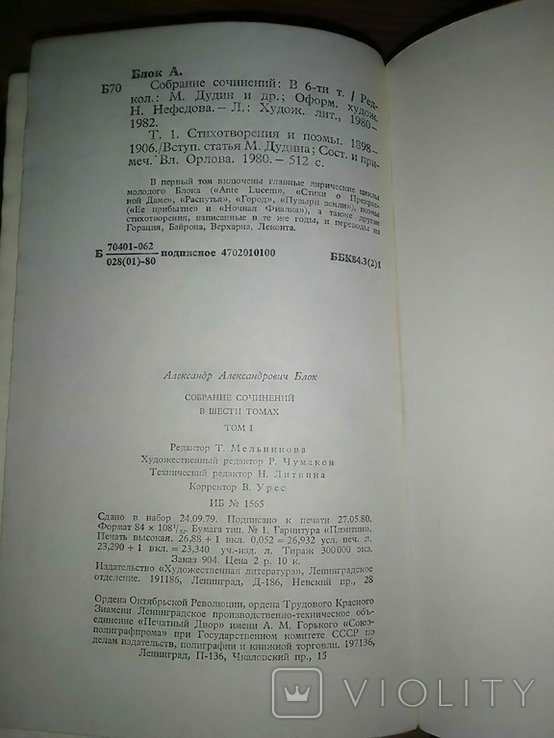 Блок А.
Б70 Собрание сочинений: В 6-ти т. / Ред-
кол.: М. Дудин и др.; Оформ. худож.
Н. Нефедова. — Л.: Худож. лит., 1980—
1982.
Т. 1. Стихотворения и поэмы. 1898—
1906./Вступ. статья М. Дудина; Сост. и при-
меч. Вл. Орлова. 1980.— 512 с.
В первый том включены главные лирические циклы
молодого Блока («Ante Lucem», «Стихи о Прекрас-
ной Даме», «Распутья», «Город», «Пузыри земли»), поэмы
(«Ее прибытие» и «Ночная Фиалка»), а также другие
стихотворения, написанные в те же годы, и переводы из
Горация, Байрона, Верхарна, Леконта.
Б 70401-062
028(01)-80 подписное 4702010100
ББК84.3(2)1
Александр Александрович Блок
СОБРАНИЕ СОЧИНЕНИЙ
В ШЕСТИ ТОМАХ
ТОМ I
Редактор Т. Мельникова
Художественный редактор Р. Чумаков
Технический редактор Н. Литвина
Корректор В. Урес
ИБ № 1565
Сдано в набор 24.09.79. Подписано к печати 27.05.80.
Формат 84 × 108¹/₃₂. Бумага тип. № 1. Гарнитура «Плэнтин».
Печать высокая. 26,88 + 1 вкл. 0,052 = 26,932 усл. печ. л.
23,290 + 1 вкл. = 23,340 уч.-изд. л. Тираж 300 000 экз.
Заказ 904. Цена 2 р. 10 к.
Издательство «Художественная литература», Ленинградское
отделение. 191186, Ленинград, Д-186, Невский пр., 28
Ордена Октябрьской Революции, ордена Трудового Красного
Знамени Ленинградское производственно-техническое объ-
единение «Печатный Двор» имени А. М. Горького «Союз-
полиграфпрома» при Государственном комитете СССР по
делам издательств, полиграфии и книжной торговли. 197136,
Ленинград, П-136, Чкаловский пр., 15
VIOLITY